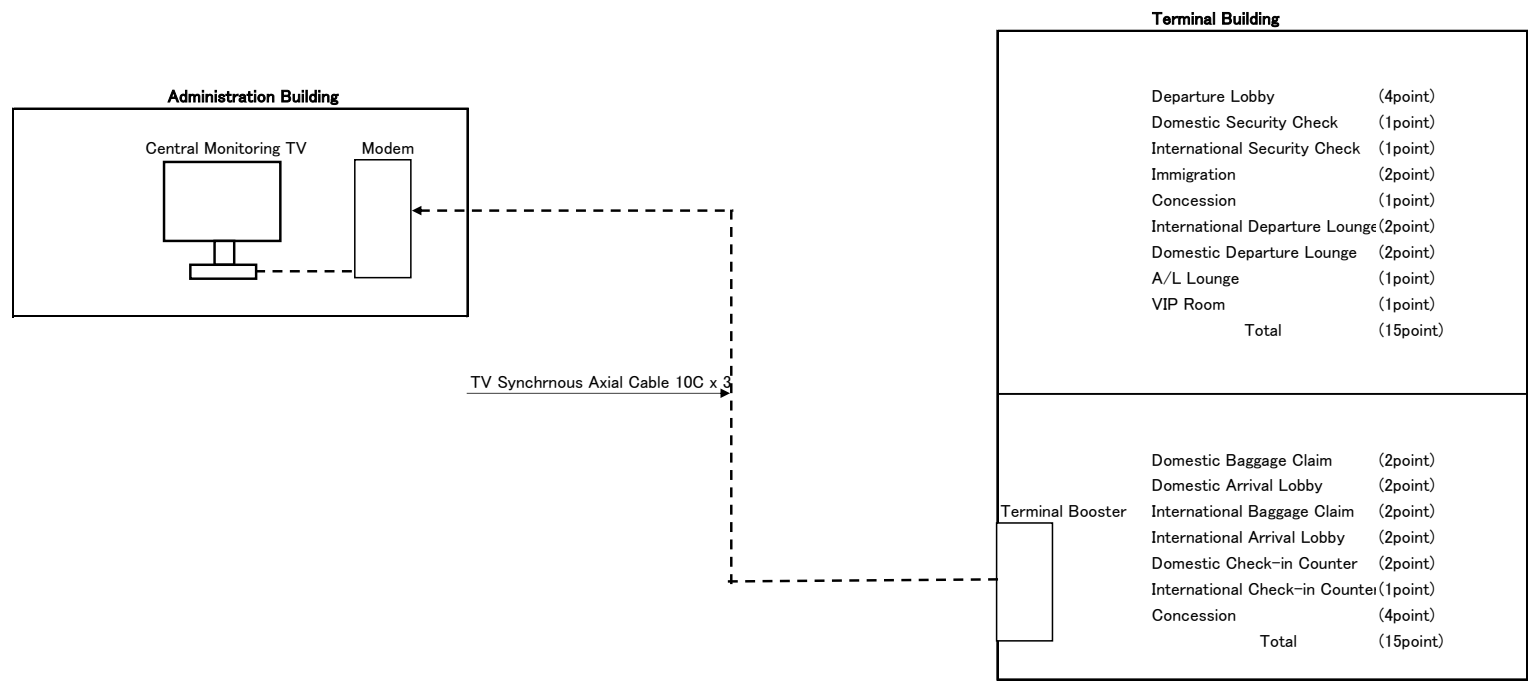 Terminal Building
Administration Building
Central Monitoring TV Modem
TV Synchrnous Axial Cable 10C x 3
Departure Lobby (4point)
Domestic Security Check (1point)
International Security Check (1point)
Immigration (2point)
Concession (1point)
International Departure Lounge (2point)
Domestic Departure Lounge (2point)
A/L Lounge (1point)
VIP Room (1point)
Total (15point)
Terminal Booster
Domestic Baggage Claim (2point)
Domestic Arrival Lobby (2point)
International Baggage Claim (2point)
International Arrival Lobby (2point)
Domestic Check-in Counter (2point)
International Check-in Counter (1point)
Concession (4point)
Total (15point)